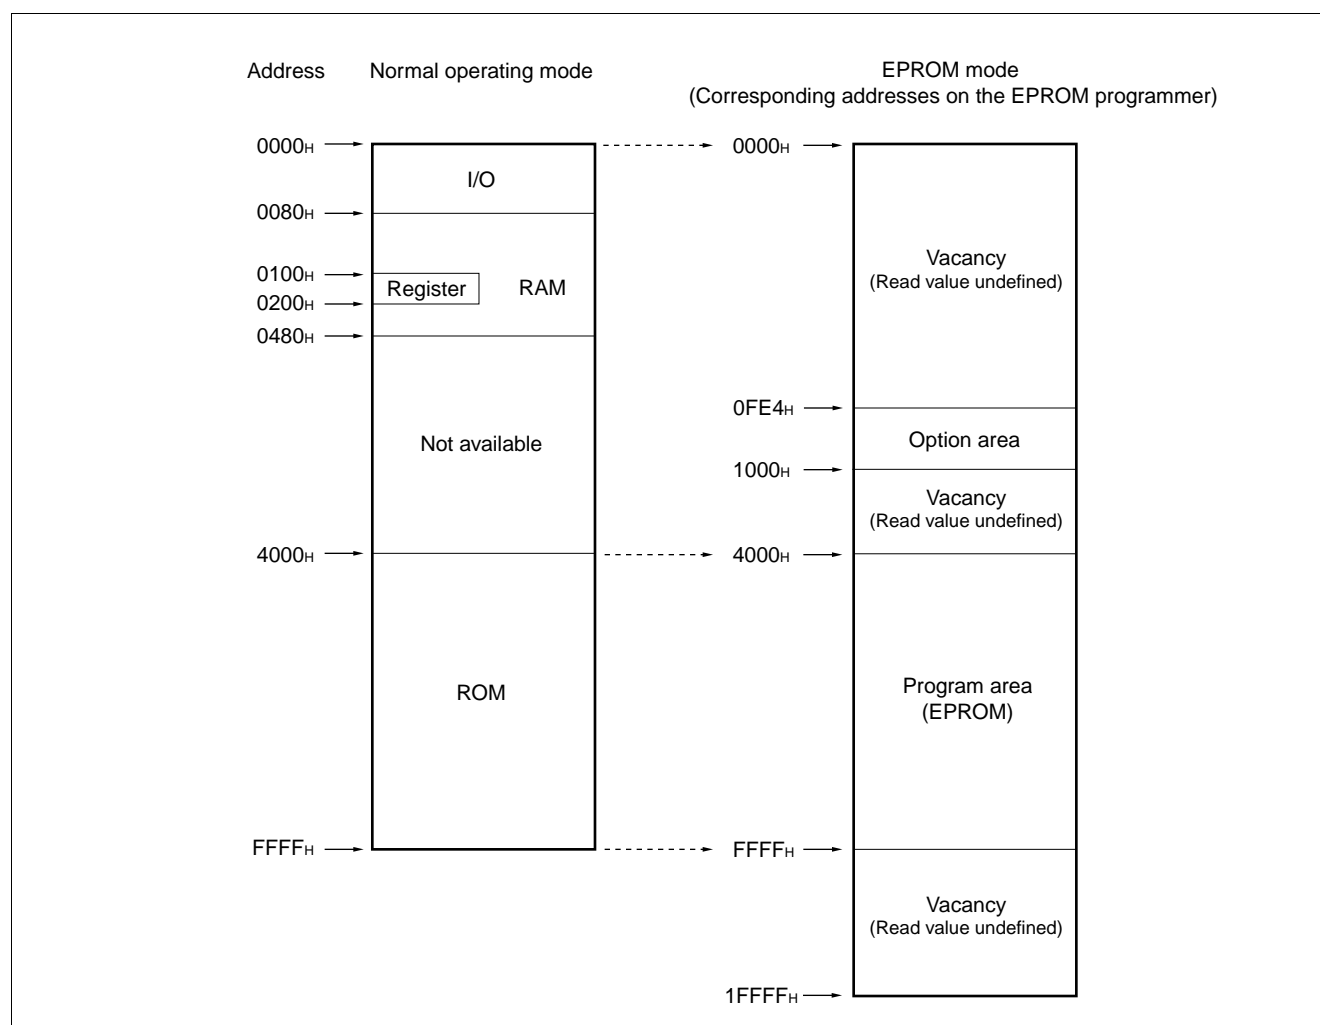 Address Normal operating mode EPROM mode
(Corresponding addresses on the EPROM programmer)
0000H 0000H
I/O
0080H
Vacancy
(Read value undefined)
0100H
Register RAM
0200H
0480H
0FE4H
Option area
Not available
1000H
Vacancy
(Read value undefined)
4000H 4000H
Program area
(EPROM)
ROM
FFFFH FFFFH
Vacancy
(Read value undefined)
1FFFFH